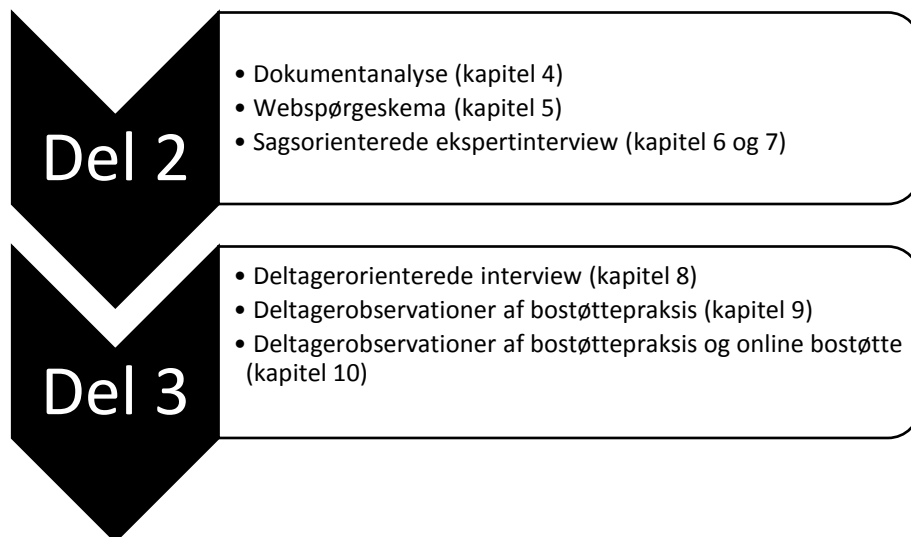 Del 2
• Dokumentanalyse (kapitel 4)
• Webspørgeskema (kapitel 5)
• Sagsorienterede ekspertinterview (kapitel 6 og 7)
Del 3
• Deltagerorienterede interview (kapitel 8)
• Deltagerobservationer af bostøttepraksis (kapitel 9)
• Deltagerobservationer af bostøttepraksis og online bostøtte
(kapitel 10)